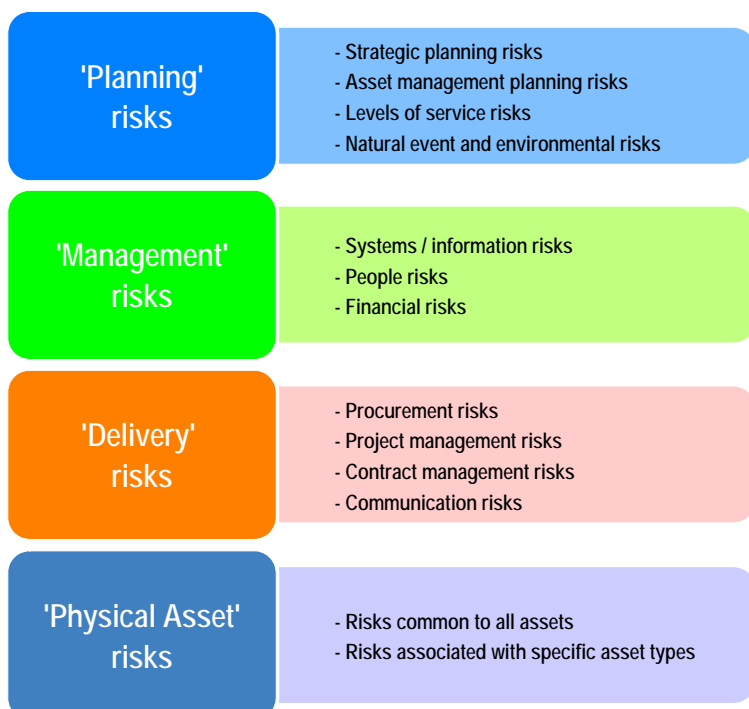 'Planning'
risks
- Strategic planning risks
- Asset management planning risks
- Levels of service risks
- Natural event and environmental risks
'Management'
risks
- Systems / information risks
- People risks
- Financial risks
'Delivery'
risks
- Procurement risks
- Project management risks
- Contract management risks
- Communication risks
'Physical Asset'
risks
- Risks common to all assets
- Risks associated with specific asset types